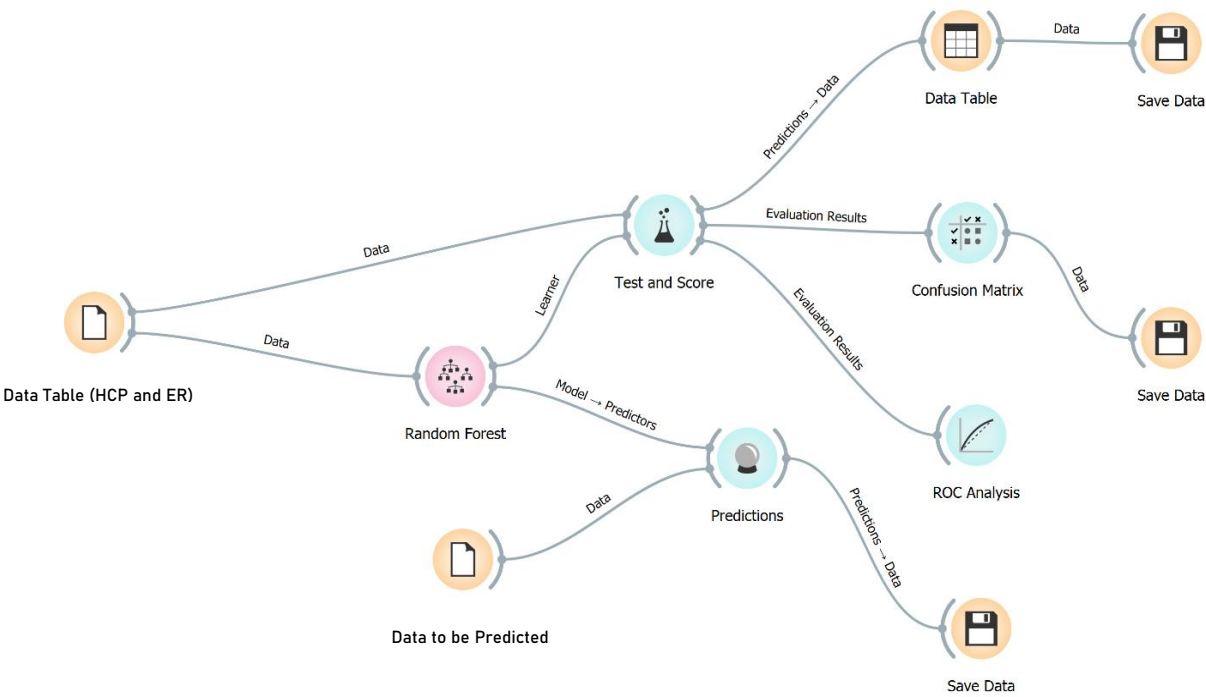 Data
Data Table
Save Data
Predictions → Data
Evaluation Results
Data
Test and Score
Confusion Matrix
Data
Learner
Evaluation Results
Data
Save Data
Data Table (HCP and ER)
Random Forest
Model → Predictors
ROC Analysis
Data
Predictions
Predictions → Data
Data to be Predicted
Save Data